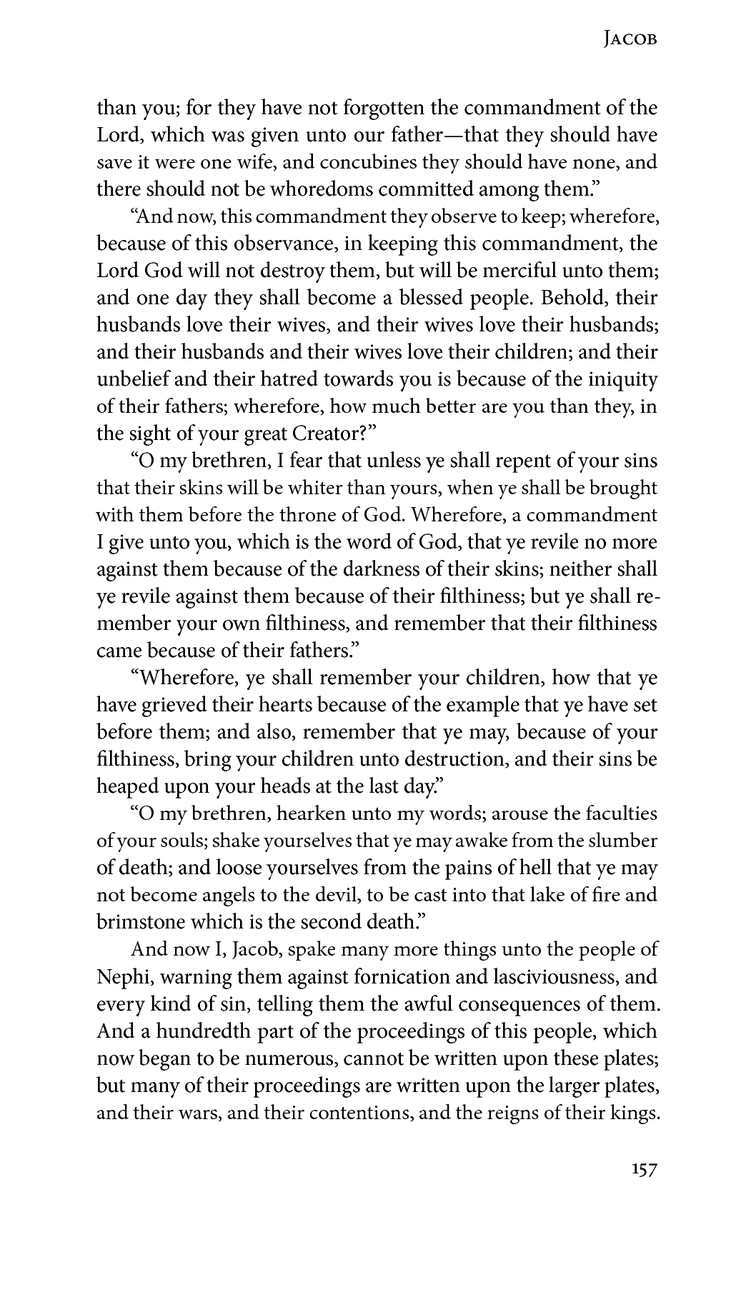 Jacob
than you; for they have not forgotten the commandment of the
Lord, which was given unto our father—that they should have
save it were one wife, and concubines they should have none, and
there should not be whoredoms committed among them.”
“And now, this commandment they observe to keep; wherefore,
because of this observance, in keeping this commandment, the
Lord God will not destroy them, but will be merciful unto them;
and one day they shall become a blessed people. Behold, their
husbands love their wives, and their wives love their husbands;
and their husbands and their wives love their children; and their
unbelief and their hatred towards you is because of the iniquity
of their fathers; wherefore, how much better are you than they, in
the sight of your great Creator?”
“O my brethren, I fear that unless ye shall repent of your sins
that their skins will be whiter than yours, when ye shall be brought
with them before the throne of God. Wherefore, a commandment
I give unto you, which is the word of God, that ye revile no more
against them because of the darkness of their skins; neither shall
ye revile against them because of their filthiness; but ye shall re-
member your own filthiness, and remember that their filthiness
came because of their fathers.”
“Wherefore, ye shall remember your children, how that ye
have grieved their hearts because of the example that ye have set
before them; and also, remember that ye may, because of your
filthiness, bring your children unto destruction, and their sins be
heaped upon your heads at the last day.”
“O my brethren, hearken unto my words; arouse the faculties
of your souls; shake yourselves that ye may awake from the slumber
of death; and loose yourselves from the pains of hell that ye may
not become angels to the devil, to be cast into that lake of fire and
brimstone which is the second death.”
And now I, Jacob, spake many more things unto the people of
Nephi, warning them against fornication and lasciviousness, and
every kind of sin, telling them the awful consequences of them.
And a hundredth part of the proceedings of this people, which
now began to be numerous, cannot be written upon these plates;
but many of their proceedings are written upon the larger plates,
and their wars, and their contentions, and the reigns of their kings.
157